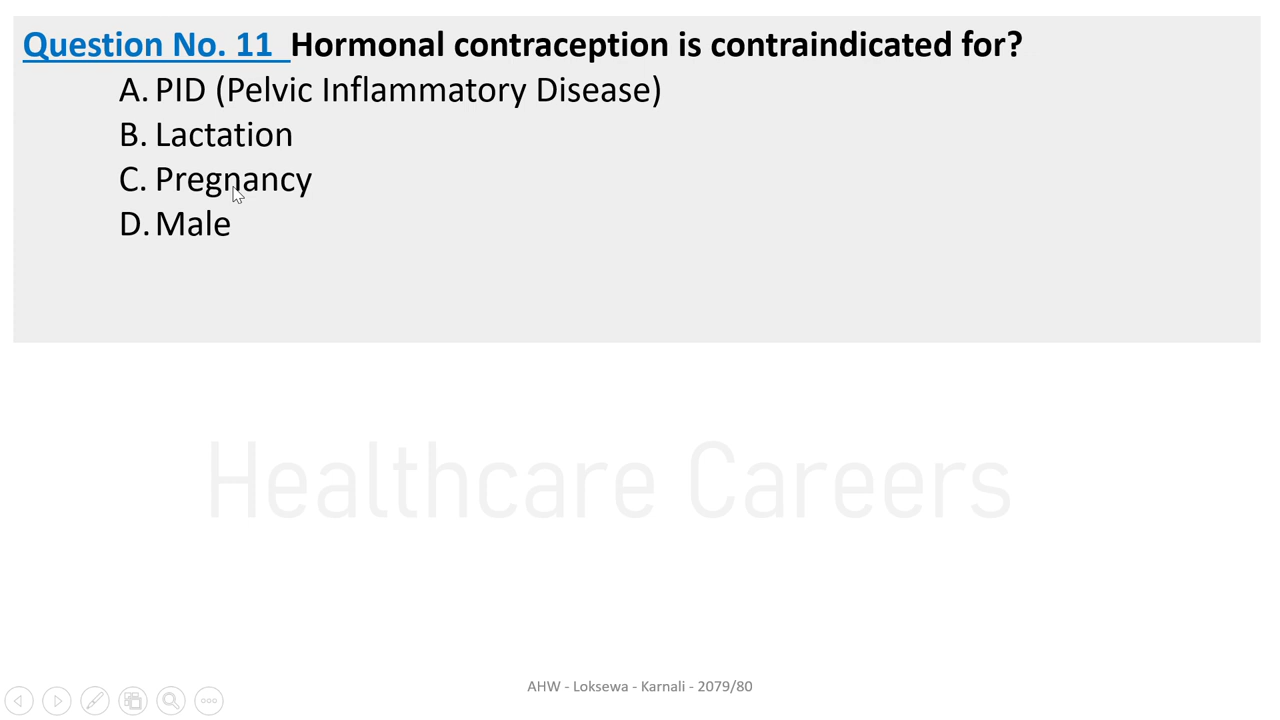 Question No. 11 Hormonal contraception is contraindicated for?
A. PID (Pelvic Inflammatory Disease)
B. Lactation
C. Pregnancy
D. Male
Healthcare Careers
AHW - Loksewa - Karnali - 2079/80